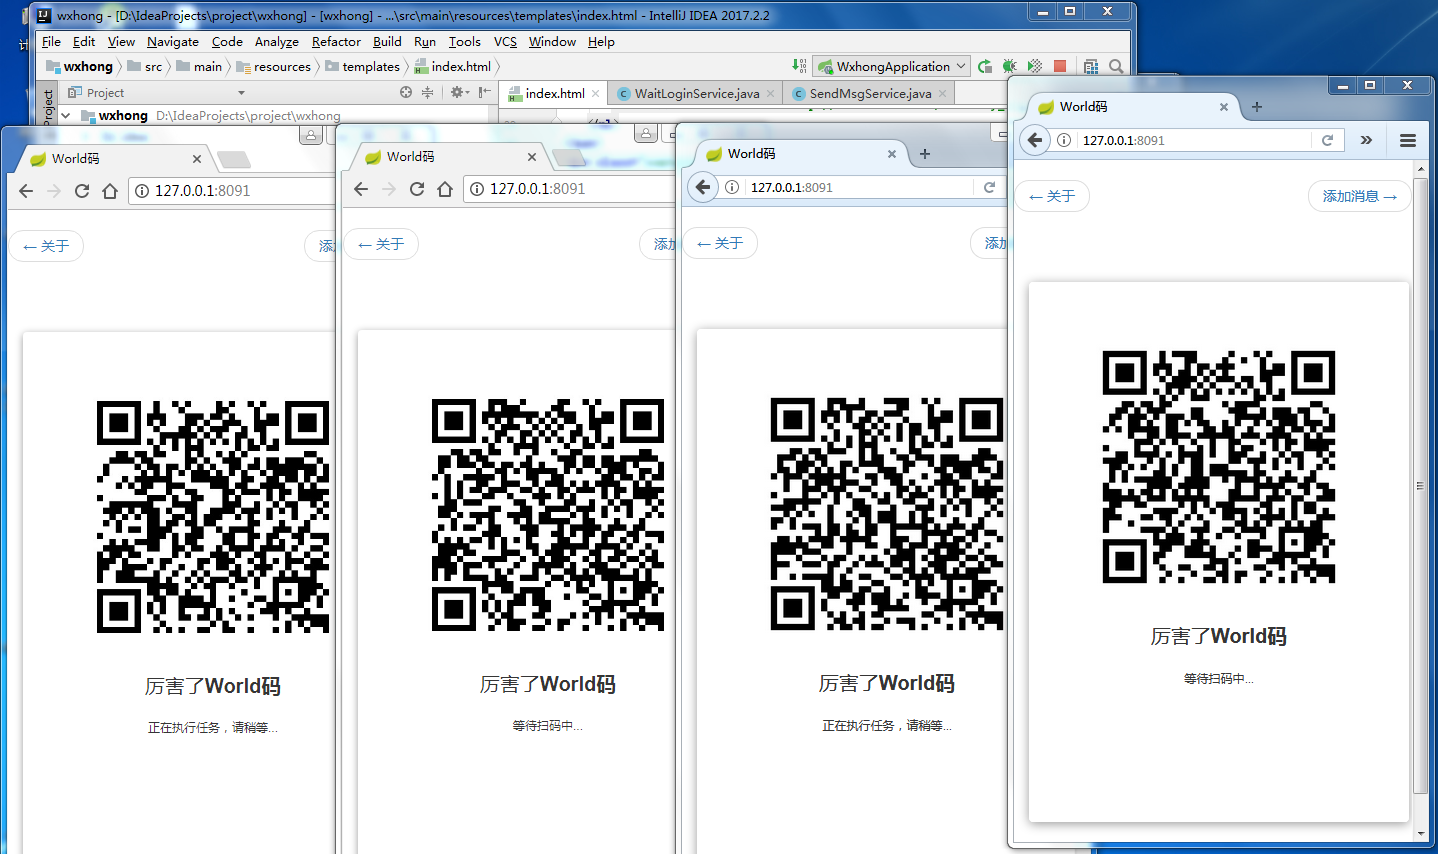 wxhong - [D:\IdeaProjects\project\wxhong] - [wxhong] - ...\src\main\resources\templates\index.html - IntelliJ IDEA 2017.2.2
File Edit View Navigate Code Analyze Refactor Build Run Tools VCS Window Help
wxhong src main resources templates index.html WxhongApplication
Project
Project index.html WaitLoginService.java SendMsgService.java
wxhong D:\IdeaProjects\project\wxhong
World码
127.0.0.1:8091
← 关于
添
厉害了World码
正在执行任务，请稍等...
World码
127.0.0.1:8091
← 关于
添加
厉害了World码
等待扫码中...
World码
127.0.0.1:8091
← 关于
添加
厉害了World码
正在执行任务，请稍等...
World码
127.0.0.1:8091
← 关于 添加消息 →
厉害了World码
等待扫码中...